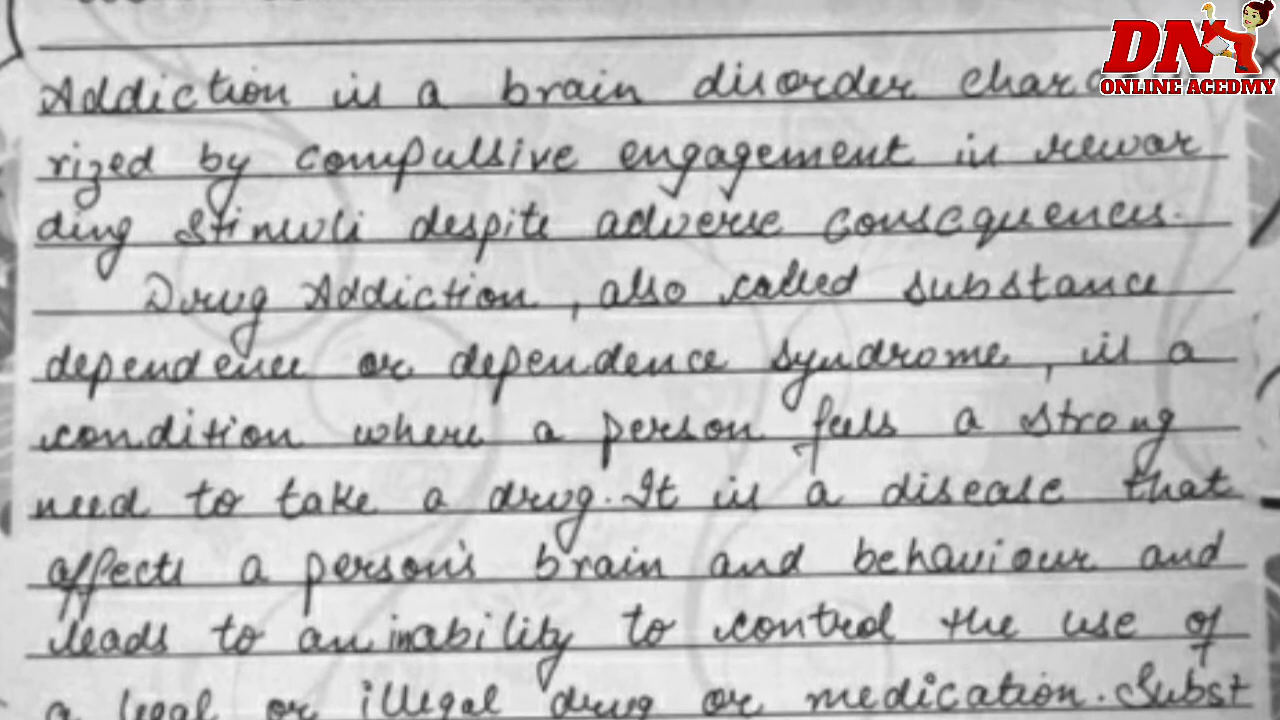 DN
ONLINE ACEDMY
Addiction is a brain disorder char
rized by compulsive engagement in rewar
ding stimuli despite adverse consequences.
Drug Addiction, also called substance
dependence or dependence syndrome, is a
condition where a person feels a strong
need to take a drug. It is a disease that
affects a person's brain and behaviour and
leads to an inability to control the use of
a legal or illegal drug or medication. Subst